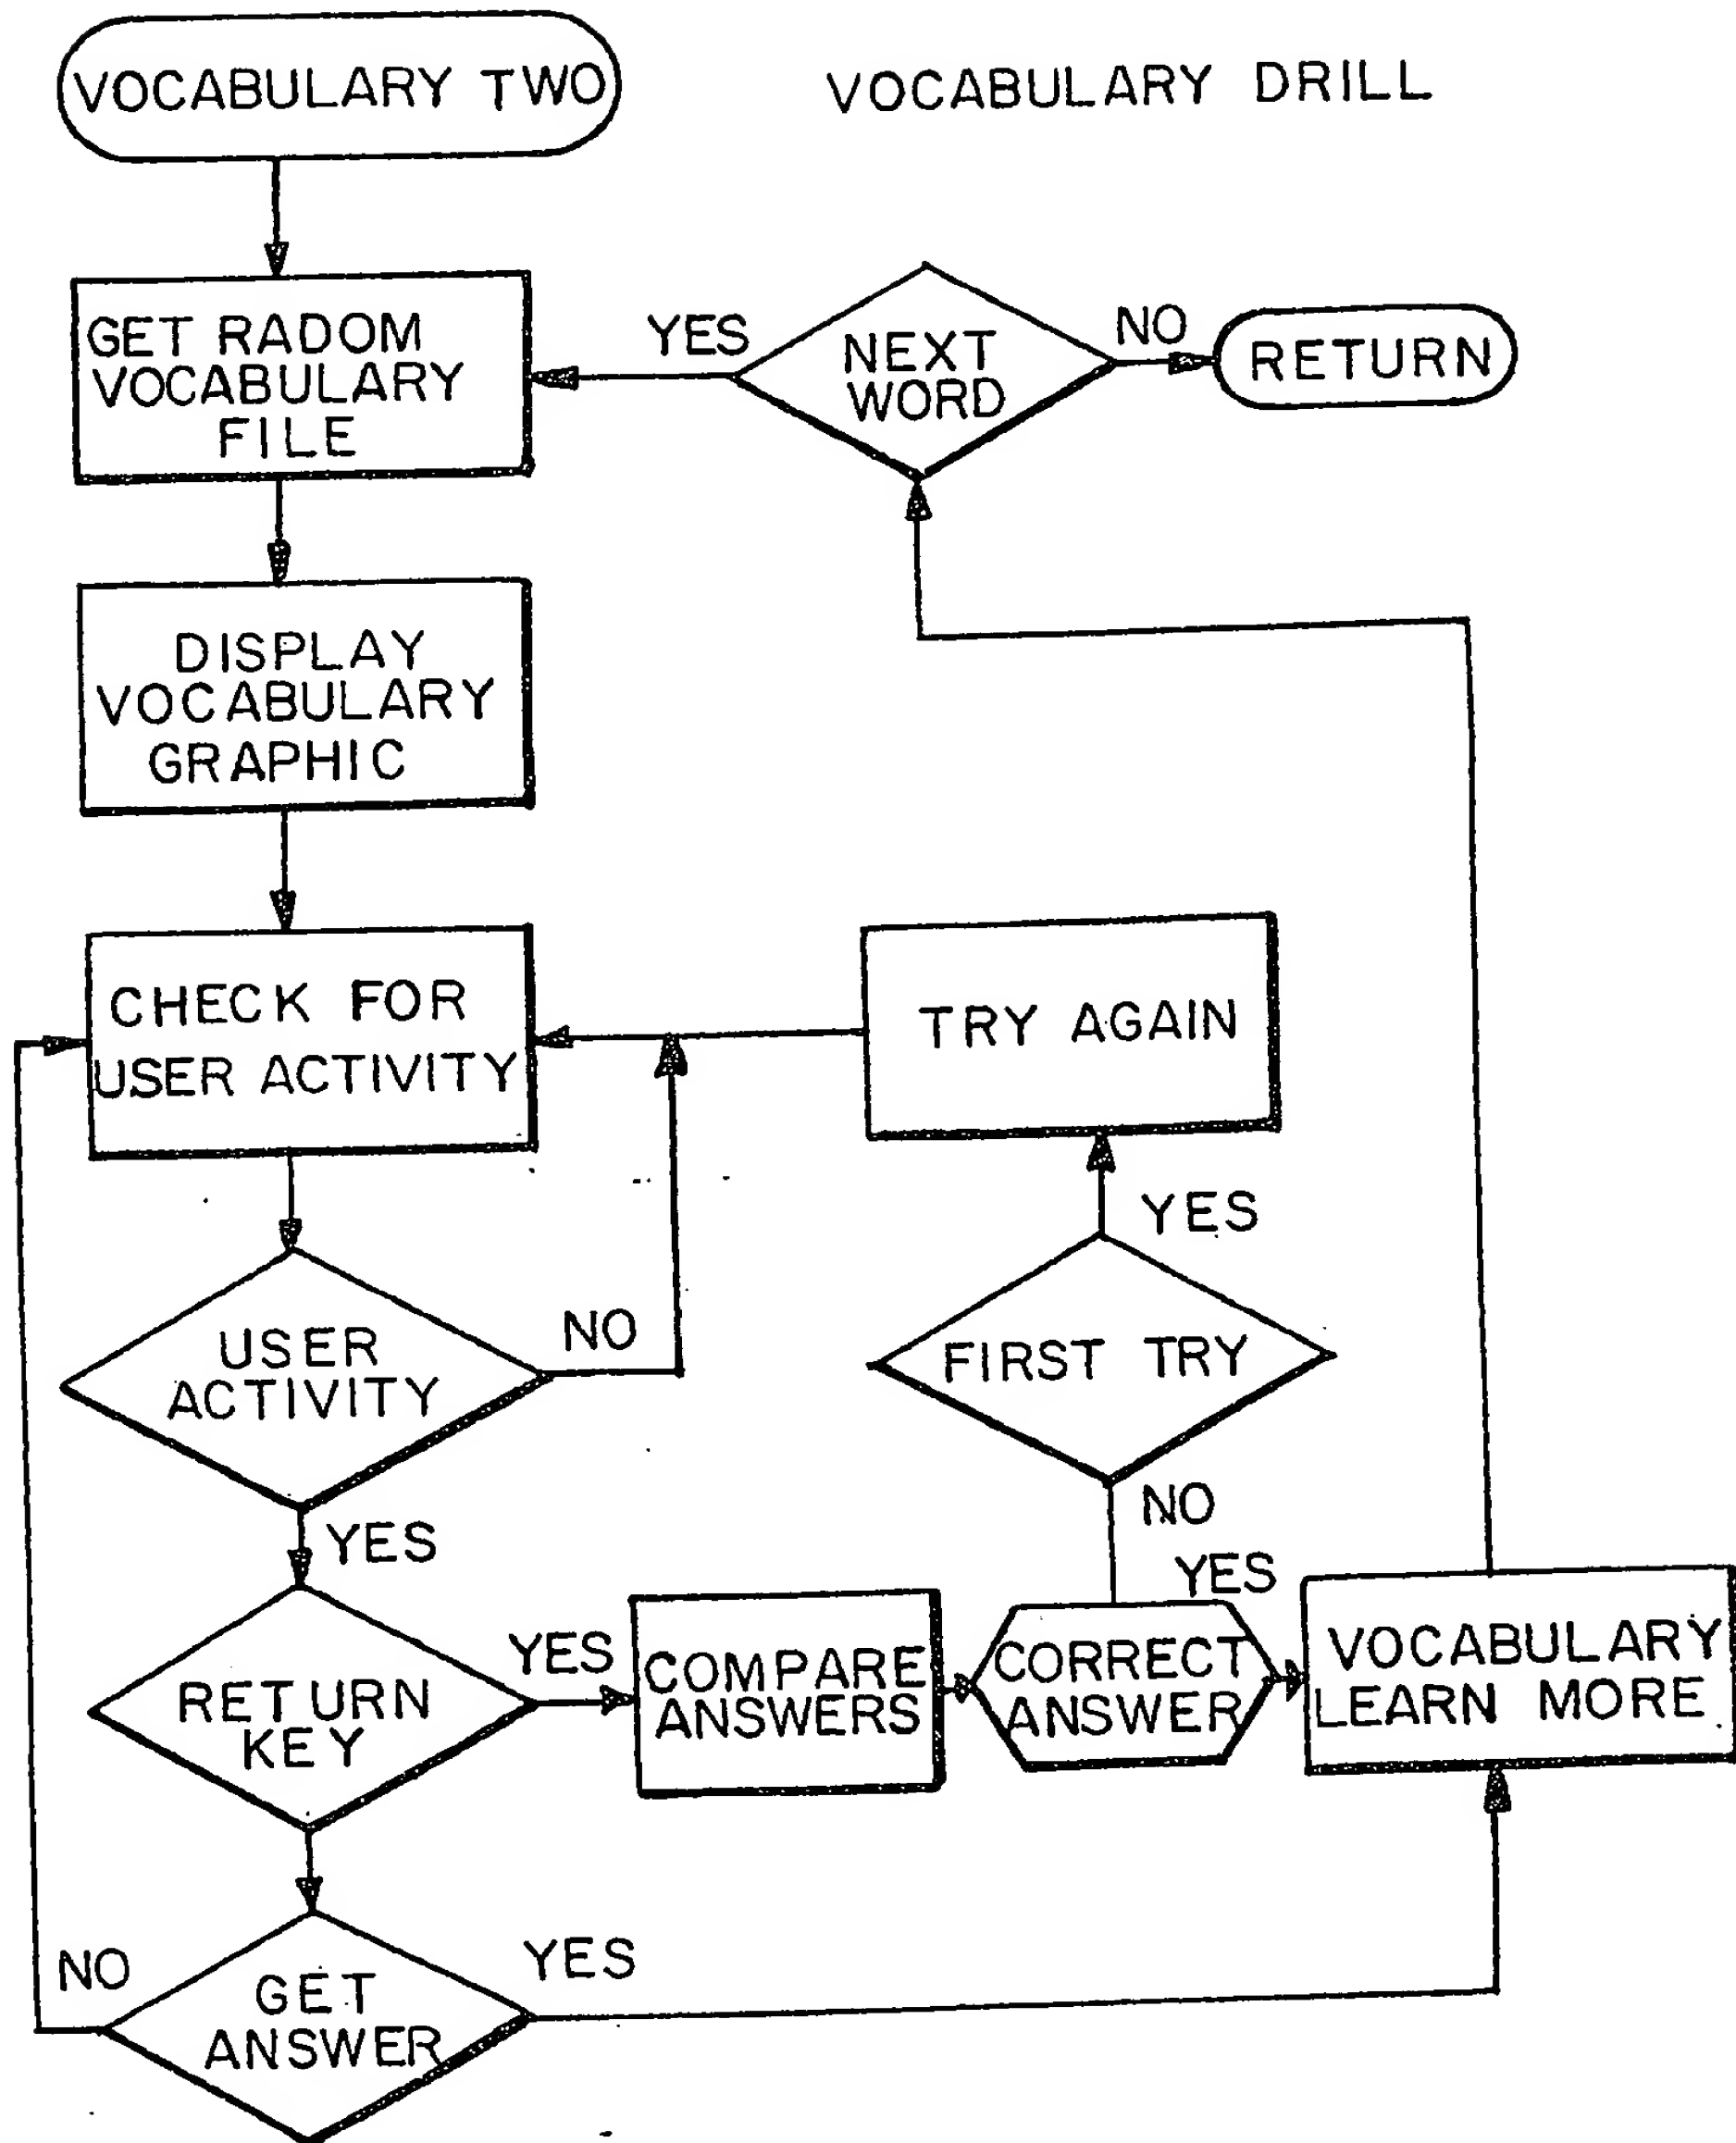 VOCABULARY TWO
VOCABULARY DRILL
GET RADOM
VOCABULARY
FILE
YES
NEXT
WORD
NO
RETURN
DISPLAY
VOCABULARY
GRAPHIC
CHECK FOR
USER ACTIVITY
TRY AGAIN
YES
USER
ACTIVITY
NO
FIRST TRY
YES
NO
YES
RETURN
KEY
YES
COMPARE
ANSWERS
CORRECT
ANSWER
VOCABULARY
LEARN MORE
NO
GET
ANSWER
YES